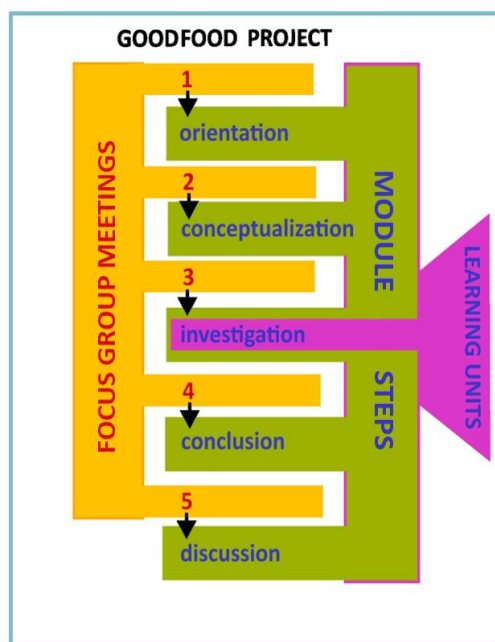 GOODFOOD PROJECT
FOCUS GROUP MEETINGS
1
orientation
2
conceptualization
3
investigation
4
conclusion
5
discussion
MODULE STEPS
LEARNING UNITS